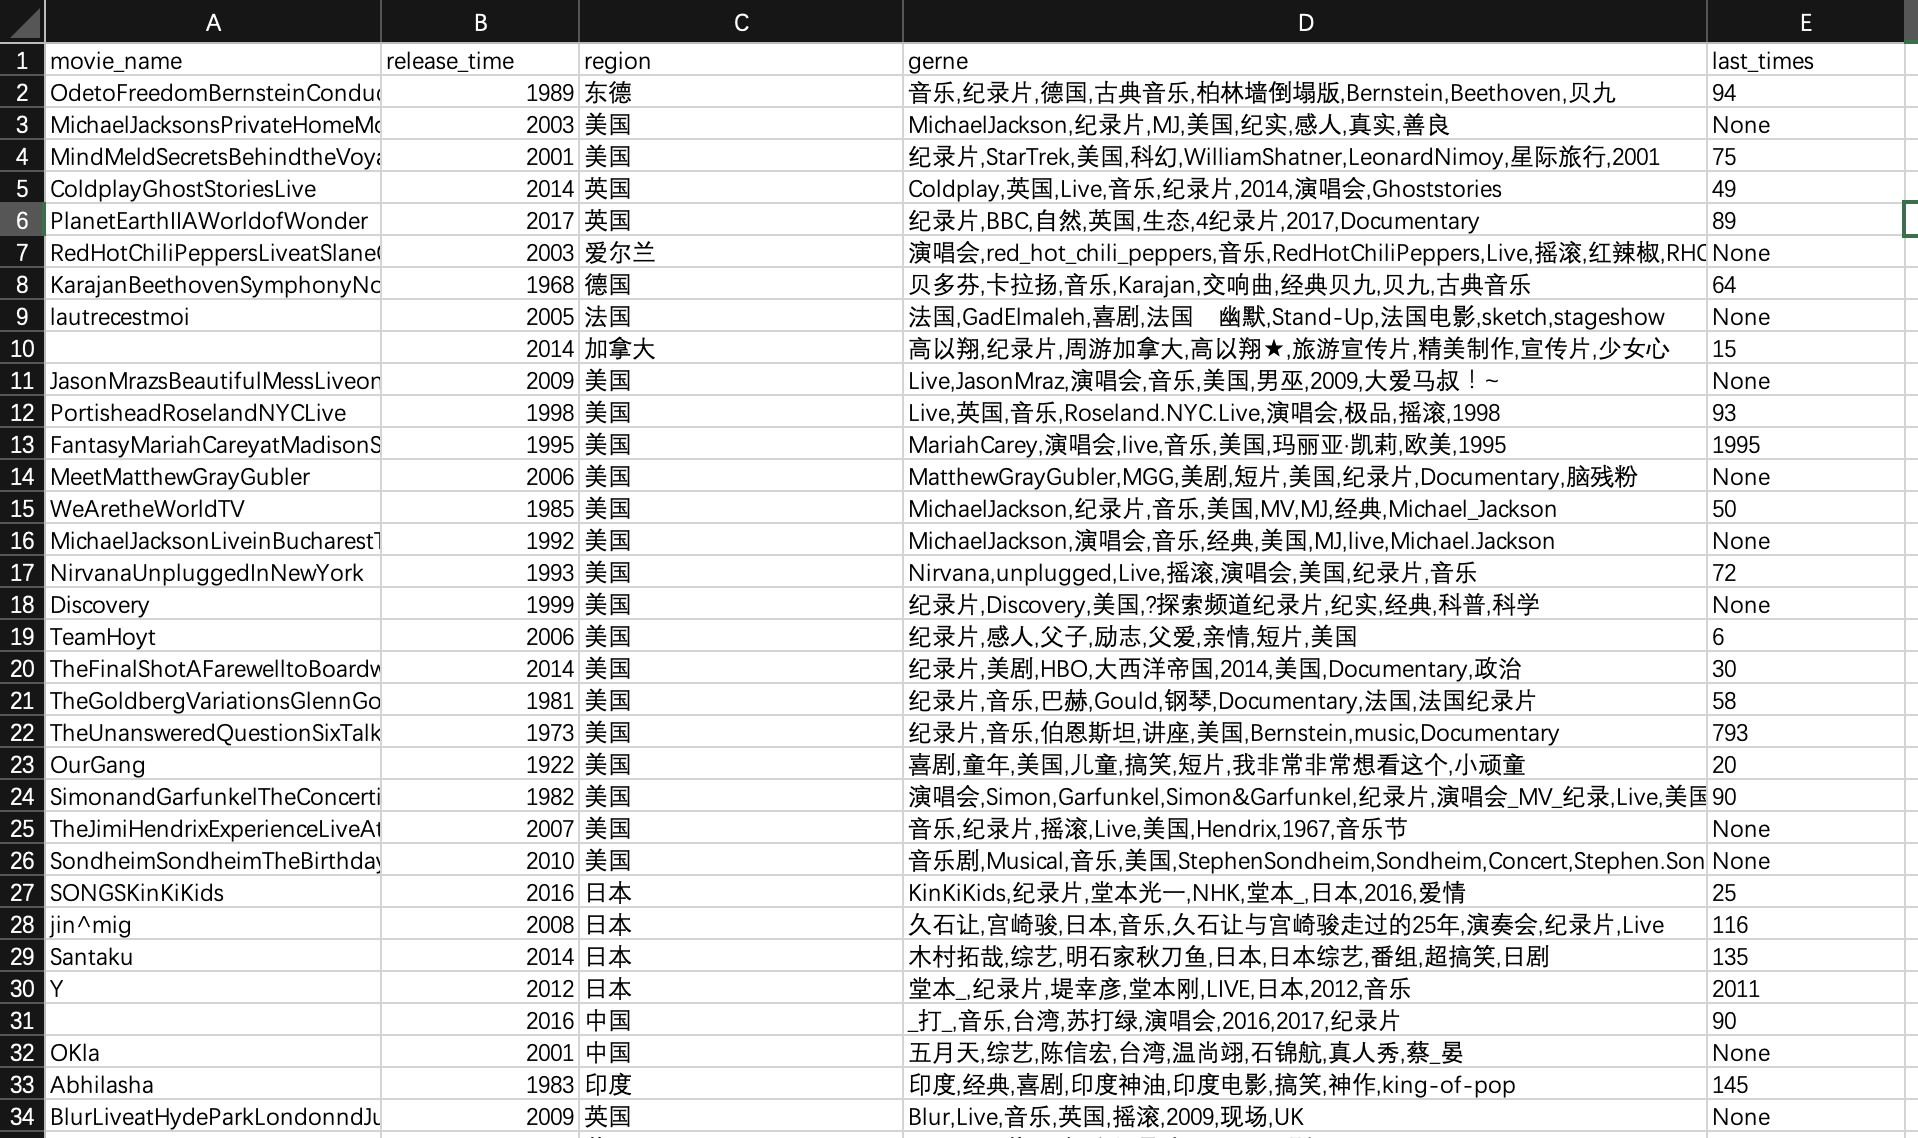 A B C D E
1 movie_name release_time region gerne last_times
2 OdetoFreedomBernsteinConduc 1989 东德 音乐,纪录片,德国,古典音乐,柏林墙倒塌版,Bernstein,Beethoven,贝九 94
3 MichaelJacksonsPrivateHomeMo 2003 美国 MichaelJackson,纪录片,MJ,美国,纪实,感人,真实,善良 None
4 MindMeldSecretsBehindtheVoya 2001 美国 纪录片,StarTrek,美国,科幻,WilliamShatner,LeonardNimoy,星际旅行,2001 75
5 ColdplayGhostStoriesLive 2014 英国 Coldplay,英国,Live,音乐,纪录片,2014,演唱会,Ghoststories 49
6 PlanetEarthIIAWorldofWonder 2017 英国 纪录片,BBC,自然,英国,生态,4纪录片,2017,Documentary 89
7 RedHotChiliPeppersLiveatSlane 2003 爱尔兰 演唱会,red_hot_chili_peppers,音乐,RedHotChiliPeppers,Live,摇滚,红辣椒,RHC None
8 KarajanBeethovenSymphonyNo 1968 德国 贝多芬,卡拉扬,音乐,Karajan,交响曲,经典贝九,贝九,古典音乐 64
9 lautrecestmoi 2005 法国 法国,GadElmaleh,喜剧,法国 幽默,Stand-Up,法国电影,sketch,stageshow None
10 2014 加拿大 高以翔,纪录片,周游加拿大,高以翔★,旅游宣传片,精美制作,宣传片,少女心 15
11 JasonMrazsBeautifulMessLiveon 2009 美国 Live,JasonMraz,演唱会,音乐,美国,男巫,2009,大爱马叔！~ None
12 PortisheadRoselandNYCLive 1998 美国 Live,英国,音乐,Roseland.NYC.Live,演唱会,极品,摇滚,1998 93
13 FantasyMariahCareyatMadisonS 1995 美国 MariahCarey,演唱会,live,音乐,美国,玛丽亚·凯莉,欧美,1995 1995
14 MeetMatthewGrayGubler 2006 美国 MatthewGrayGubler,MGG,美剧,短片,美国,纪录片,Documentary,脑残粉 None
15 WeAretheWorldTV 1985 美国 MichaelJackson,纪录片,音乐,美国,MV,MJ,经典,Michael_Jackson 50
16 MichaelJacksonLiveinBucharestT 1992 美国 MichaelJackson,演唱会,音乐,经典,美国,MJ,live,Michael.Jackson None
17 NirvanaUnpluggedInNewYork 1993 美国 Nirvana,unplugged,Live,摇滚,演唱会,美国,纪录片,音乐 72
18 Discovery 1999 美国 纪录片,Discovery,美国,?探索频道纪录片,纪实,经典,科普,科学 None
19 TeamHoyt 2006 美国 纪录片,感人,父子,励志,父爱,亲情,短片,美国 6
20 TheFinalShotAFarewelltoBoardw 2014 美国 纪录片,美剧,HBO,大西洋帝国,2014,美国,Documentary,政治 30
21 TheGoldbergVariationsGlennGo 1981 美国 纪录片,音乐,巴赫,Gould,钢琴,Documentary,法国,法国纪录片 58
22 TheUnansweredQuestionSixTalk 1973 美国 纪录片,音乐,伯恩斯坦,讲座,美国,Bernstein,music,Documentary 793
23 OurGang 1922 美国 喜剧,童年,美国,儿童,搞笑,短片,我非常非常想看这个,小顽童 20
24 SimonandGarfunkelTheConcerti 1982 美国 演唱会,Simon,Garfunkel,Simon&Garfunkel,纪录片,演唱会_MV_纪录,Live,美国 90
25 TheJimiHendrixExperienceLiveAt 2007 美国 音乐,纪录片,摇滚,Live,美国,Hendrix,1967,音乐节 None
26 SondheimSondheimTheBirthday 2010 美国 音乐剧,Musical,音乐,美国,StephenSondheim,Sondheim,Concert,Stephen.Son None
27 SONGSKinKiKids 2016 日本 KinKiKids,纪录片,堂本光一,NHK,堂本_,日本,2016,爱情 25
28 jin^mig 2008 日本 久石让,宫崎骏,日本,音乐,久石让与宫崎骏走过的25年,演奏会,纪录片,Live 116
29 Santaku 2014 日本 木村拓哉,综艺,明石家秋刀鱼,日本,日本综艺,番组,超搞笑,日剧 135
30 Y 2012 日本 堂本_,纪录片,堤幸彦,堂本刚,LIVE,日本,2012,音乐 2011
31 2016 中国 _打_,音乐,台湾,苏打绿,演唱会,2016,2017,纪录片 90
32 OKla 2001 中国 五月天,综艺,陈信宏,台湾,温尚翊,石锦航,真人秀,蔡_晏 None
33 Abhilasha 1983 印度 印度,经典,喜剧,印度神油,印度电影,搞笑,神作,king-of-pop 145
34 BlurLiveatHydeParkLondonndJu 2009 英国 Blur,Live,音乐,英国,摇滚,2009,现场,UK None